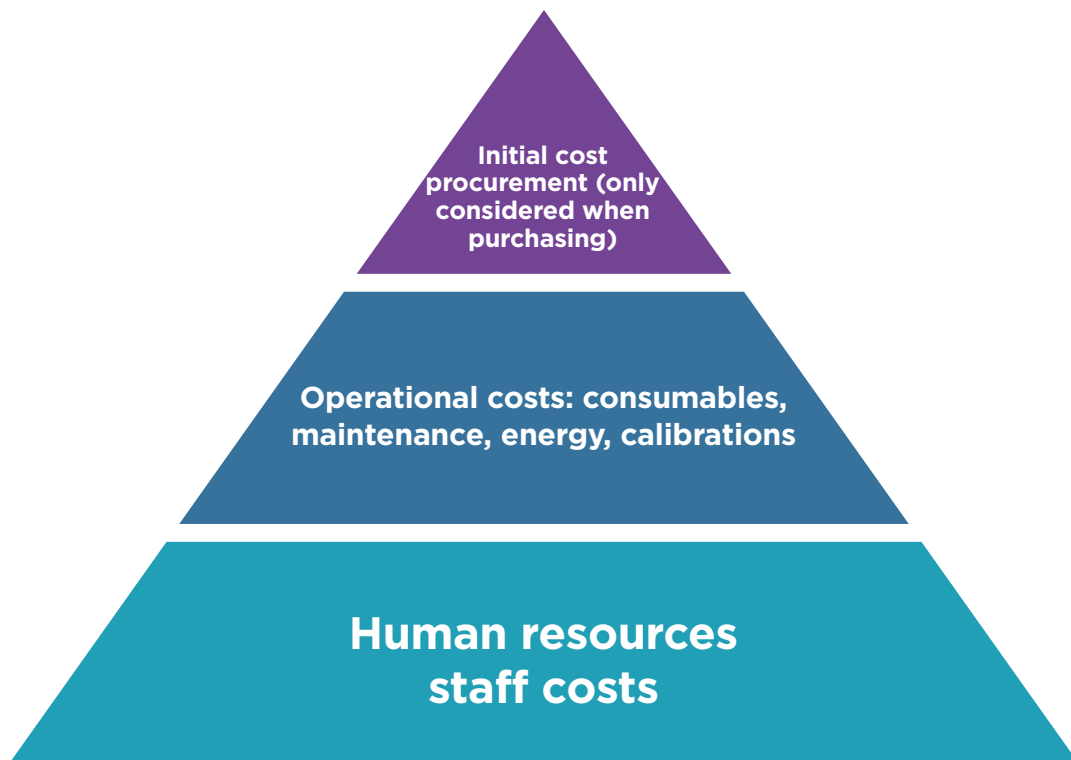 Initial cost
procurement (only
considered when
purchasing)
Operational costs: consumables,
maintenance, energy, calibrations
Human resources
staff costs